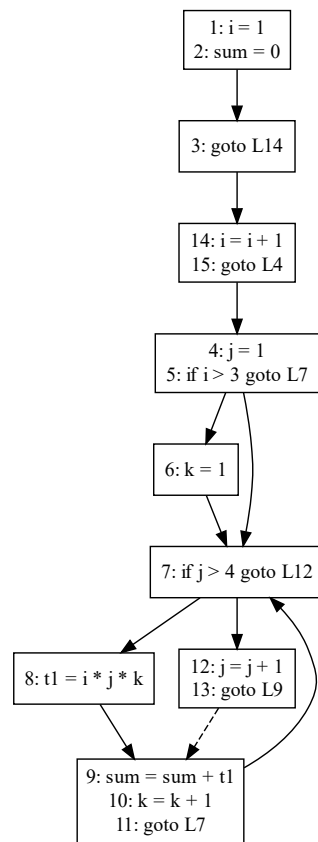 1: i = 1
2: sum = 0
3: goto L14
14: i = i + 1
15: goto L4
4: j = 1
5: if i > 3 goto L7
6: k = 1
7: if j > 4 goto L12
8: t1 = i * j * k
12: j = j + 1
13: goto L9
9: sum = sum + t1
10: k = k + 1
11: goto L7